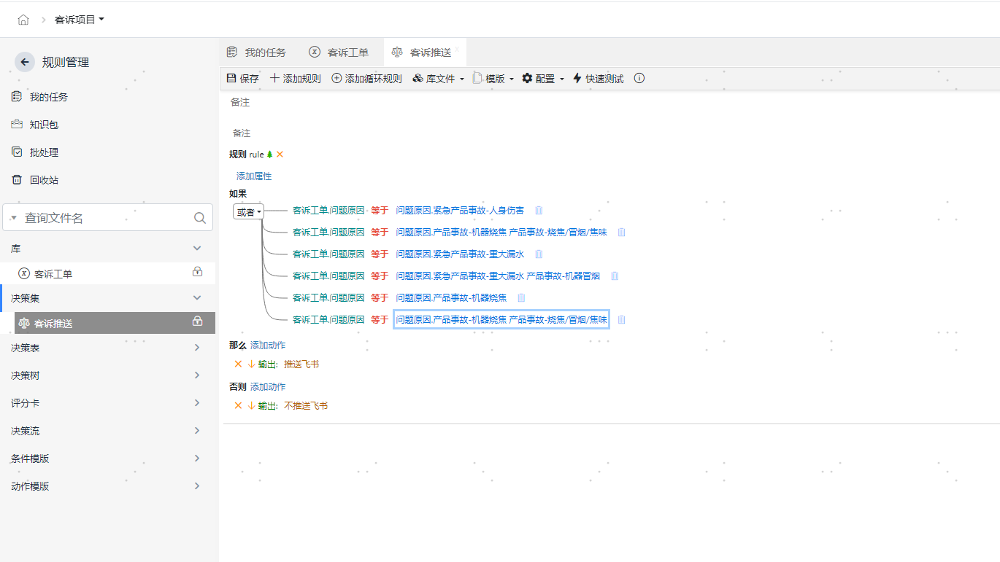 客诉项目
规则管理
我的任务
知识包
批处理
回收站
查询文件名
库
客诉工单
决策集
客诉推送
决策表
决策树
评分卡
决策流
条件模版
动作模版
我的任务 客诉工单 客诉推送
保存 添加规则 添加循环规则 库文件 模版 配置 快速测试
备注
备注
规则 rule
添加属性
如果
或者 客诉工单.问题原因 等于 问题原因.紧急产品事故-人身伤害
客诉工单.问题原因 等于 问题原因.产品事故-机器烧焦 产品事故-烧焦/冒烟/焦味
客诉工单.问题原因 等于 问题原因.紧急产品事故-重大漏水
客诉工单.问题原因 等于 问题原因.紧急产品事故-重大漏水 产品事故-机器冒烟
客诉工单.问题原因 等于 问题原因.产品事故-机器烧焦
客诉工单.问题原因 等于 问题原因.产品事故-机器烧焦 产品事故-烧焦/冒烟/焦味
那么 添加动作
输出: 推送飞书
否则 添加动作
输出: 不推送飞书